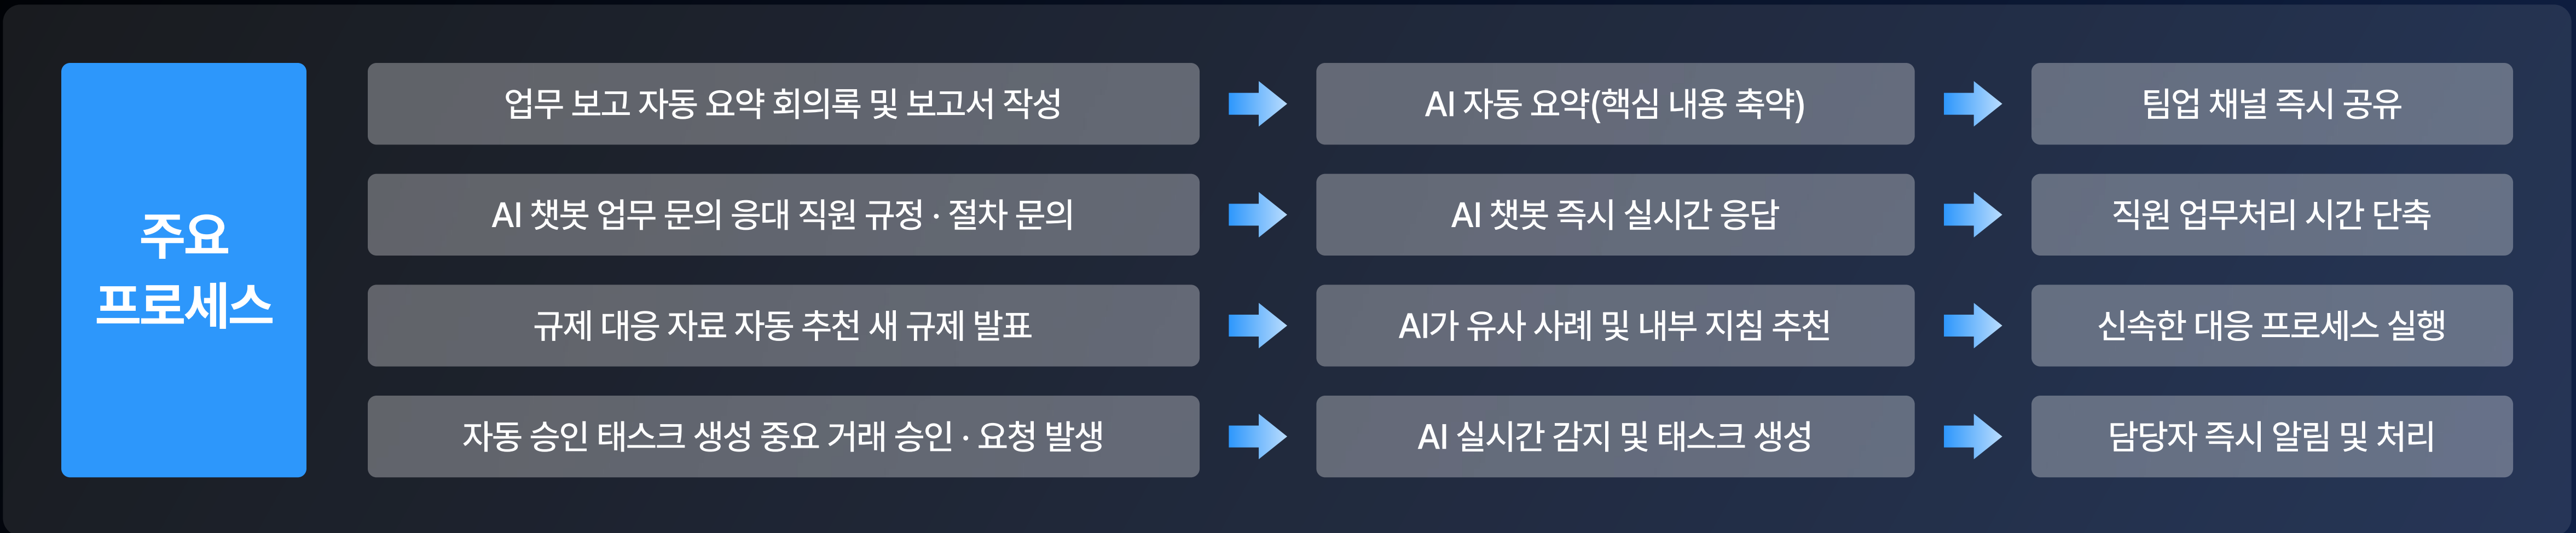 주요
프로세스
업무 보고 자동 요약 회의록 및 보고서 작성
AI 자동 요약(핵심 내용 축약)
팀업 채널 즉시 공유
AI 챗봇 업무 문의 응대 직원 규정 · 절차 문의
AI 챗봇 즉시 실시간 응답
직원 업무처리 시간 단축
규제 대응 자료 자동 추천 새 규제 발표
AI가 유사 사례 및 내부 지침 추천
신속한 대응 프로세스 실행
자동 승인 태스크 생성 중요 거래 승인 · 요청 발생
AI 실시간 감지 및 태스크 생성
담당자 즉시 알림 및 처리